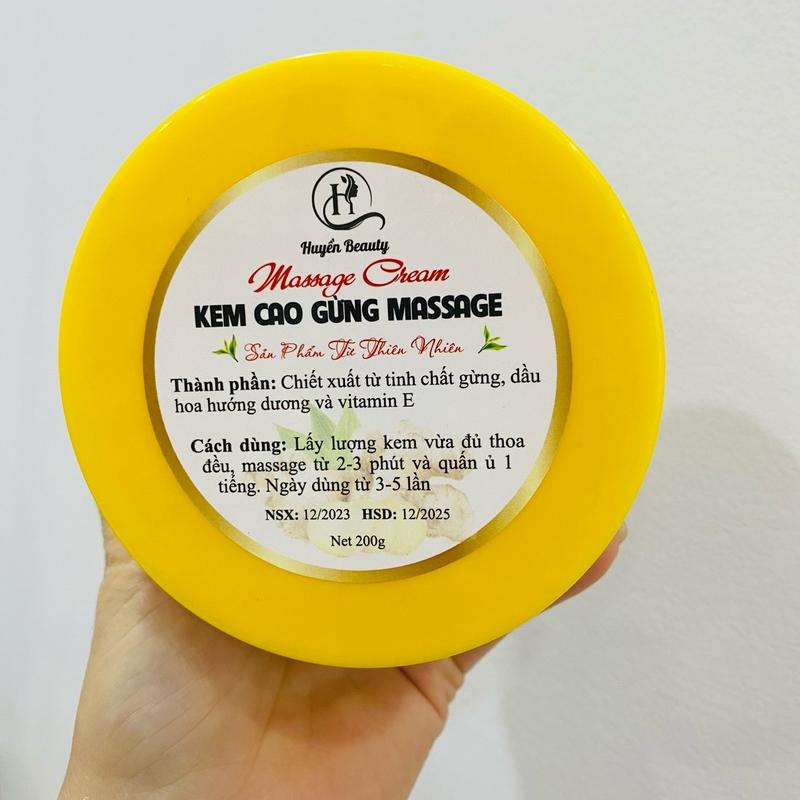 H
Huyền Beauty
Massage Cream
KEM CAO GỪNG MASSAGE
Sản Phẩm Từ Thiên Nhiên
Thành phần: Chiết xuất từ tinh chất gừng, dầu
hoa hướng dương và vitamin E
Cách dùng: Lấy lượng kem vừa đủ thoa
đều, massage từ 2-3 phút và quấn ủ 1
tiếng. Ngày dùng từ 3-5 lần
NSX: 12/2023 HSD: 12/2025
Net 200g